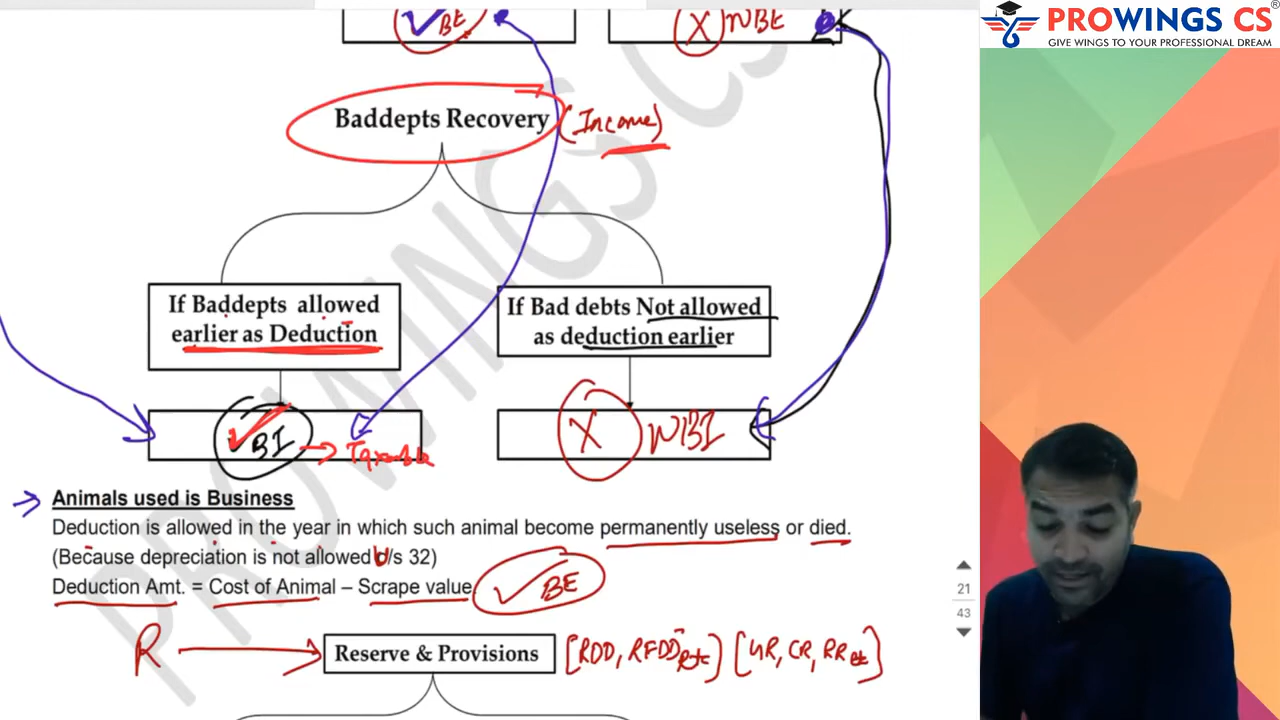 PROWINGS CS®
GIVE WINGS TO YOUR PROFESSIONAL DREAM
BE
X NBE
Baddepts Recovery (Income)
If Baddepts allowed
earlier as Deduction
If Bad debts Not allowed
as deduction earlier
BI → Taxable
X NBI
Animals used is Business
Deduction is allowed in the year in which such animal become permanently useless or died.
(Because depreciation is not allowed u/s 32)
Deduction Amt. = Cost of Animal – Scrape value BE
R Reserve & Provisions [RDD, RFDD etc] [GR, CR, RR etc]
21
43
PROWINGS CS